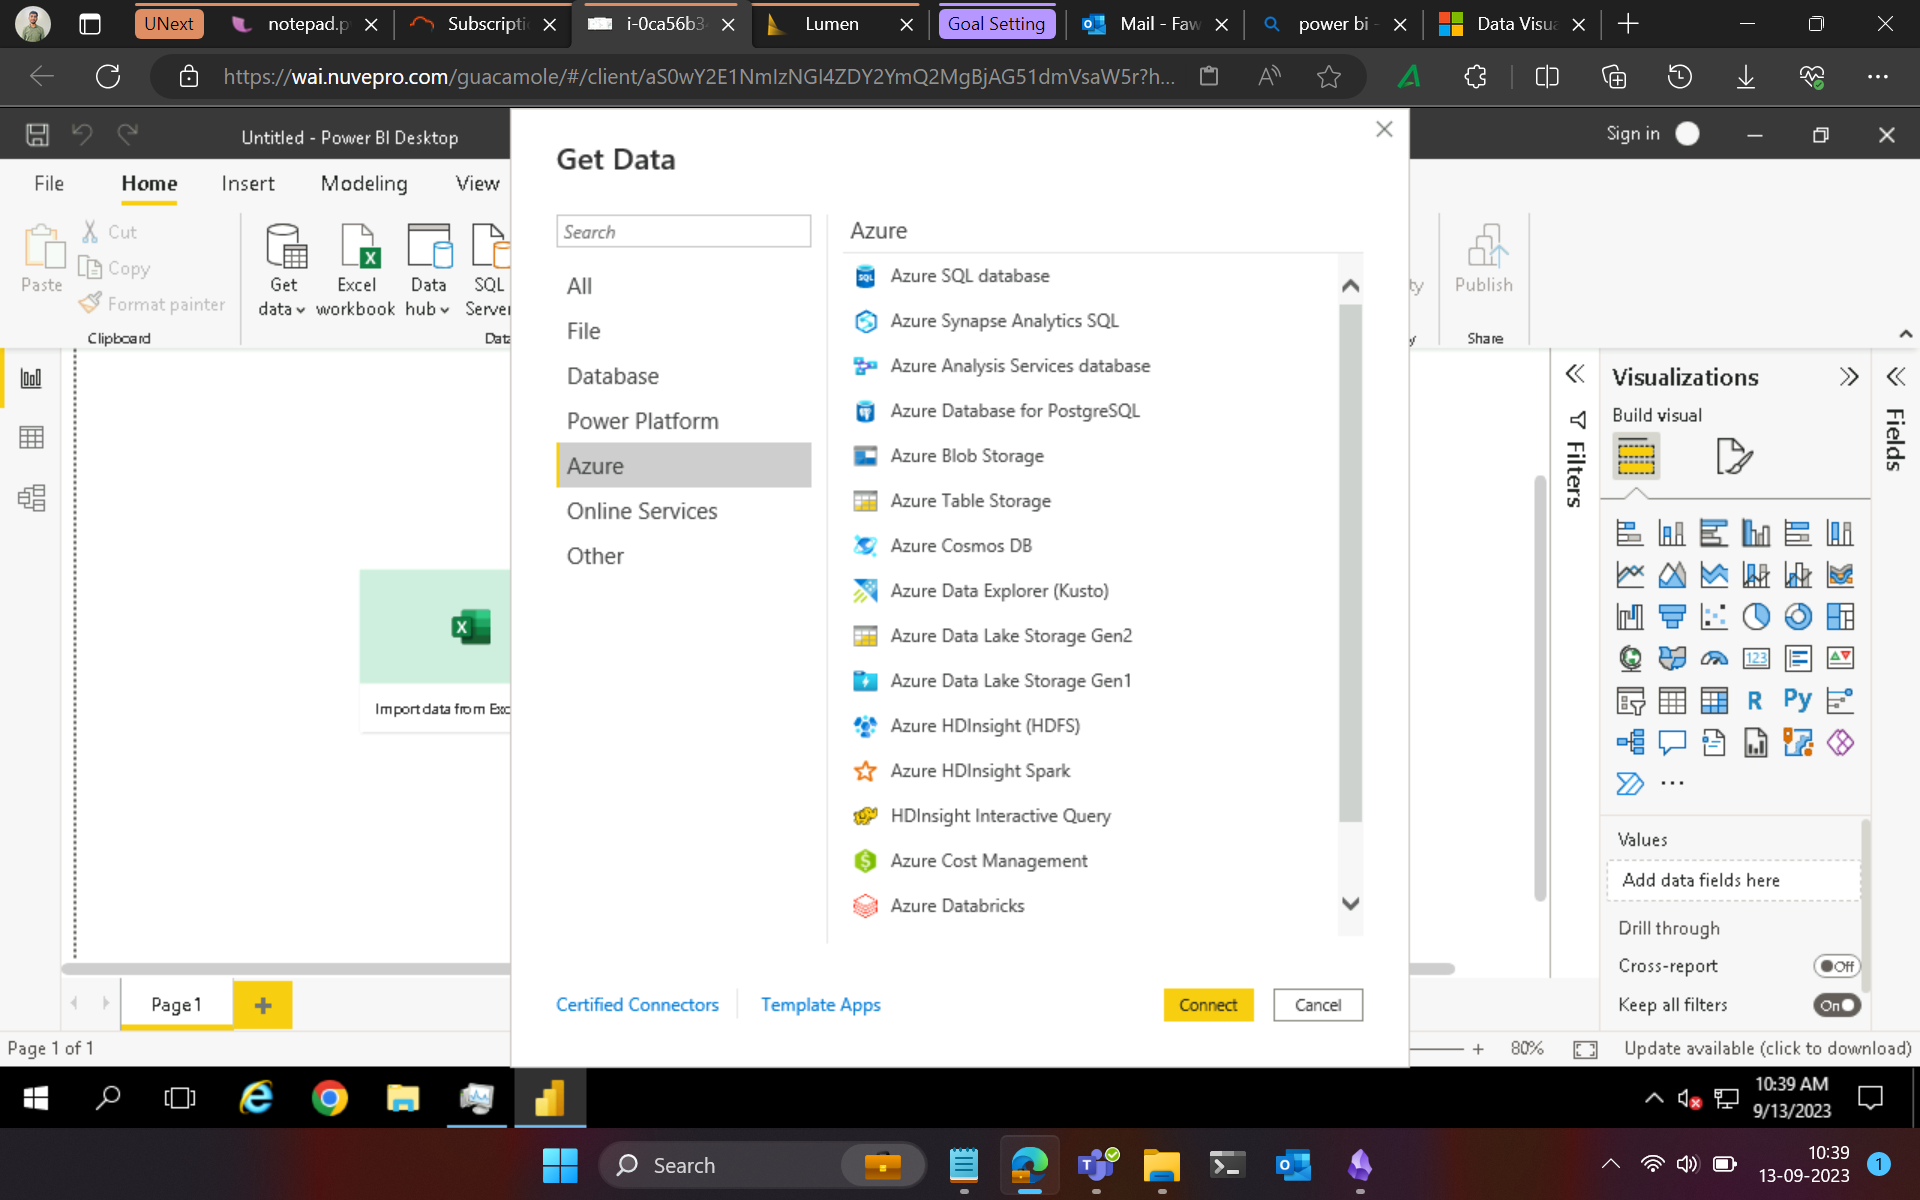 UNext
notepad.p
Subscripti
i-0ca56b3
Lumen
Goal Setting
Mail - Faw
power bi -
Data Visua
https://wai.nuvepro.com/guacamole/#/client/aS0wY2E1NmIzNGI4ZDY2YmQ2MgBjAG51dmVsaW5r?h...
Untitled - Power BI Desktop
Sign in
File
Home
Insert
Modeling
View
Paste
Cut
Copy
Format painter
Clipboard
Get data
Excel workbook
Data hub
SQL Server
Dat
ty
Publish
Share
Get Data
Search
All
File
Database
Power Platform
Azure
Online Services
Other
Azure
Azure SQL database
Azure Synapse Analytics SQL
Azure Analysis Services database
Azure Database for PostgreSQL
Azure Blob Storage
Azure Table Storage
Azure Cosmos DB
Azure Data Explorer (Kusto)
Azure Data Lake Storage Gen2
Azure Data Lake Storage Gen1
Azure HDInsight (HDFS)
Azure HDInsight Spark
HDInsight Interactive Query
Azure Cost Management
Azure Databricks
Certified Connectors
Template Apps
Connect
Cancel
Import data from Exc
Filters
Visualizations
Build visual
Fields
123
R
Py
Values
Add data fields here
Drill through
Cross-report
Off
Keep all filters
On
Page 1
Page 1 of 1
80%
Update available (click to download)
10:39 AM
9/13/2023
Search
10:39
13-09-2023
1